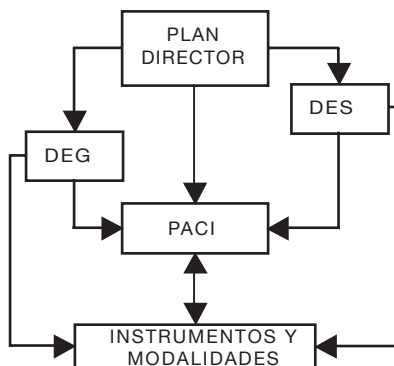 PLAN
DIRECTOR
DES
DEG
PACI
INSTRUMENTOS Y
MODALIDADES